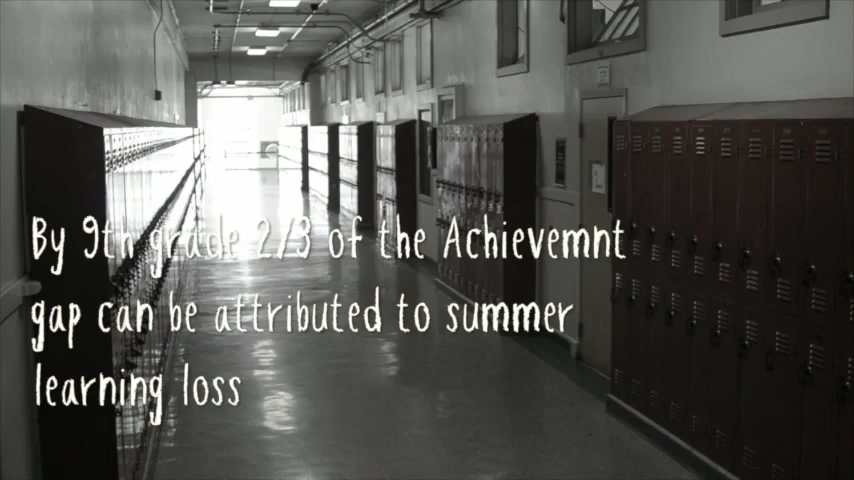 By 9th grade 2/3 of the Achievemnt
gap can be attributed to summer
learning loss